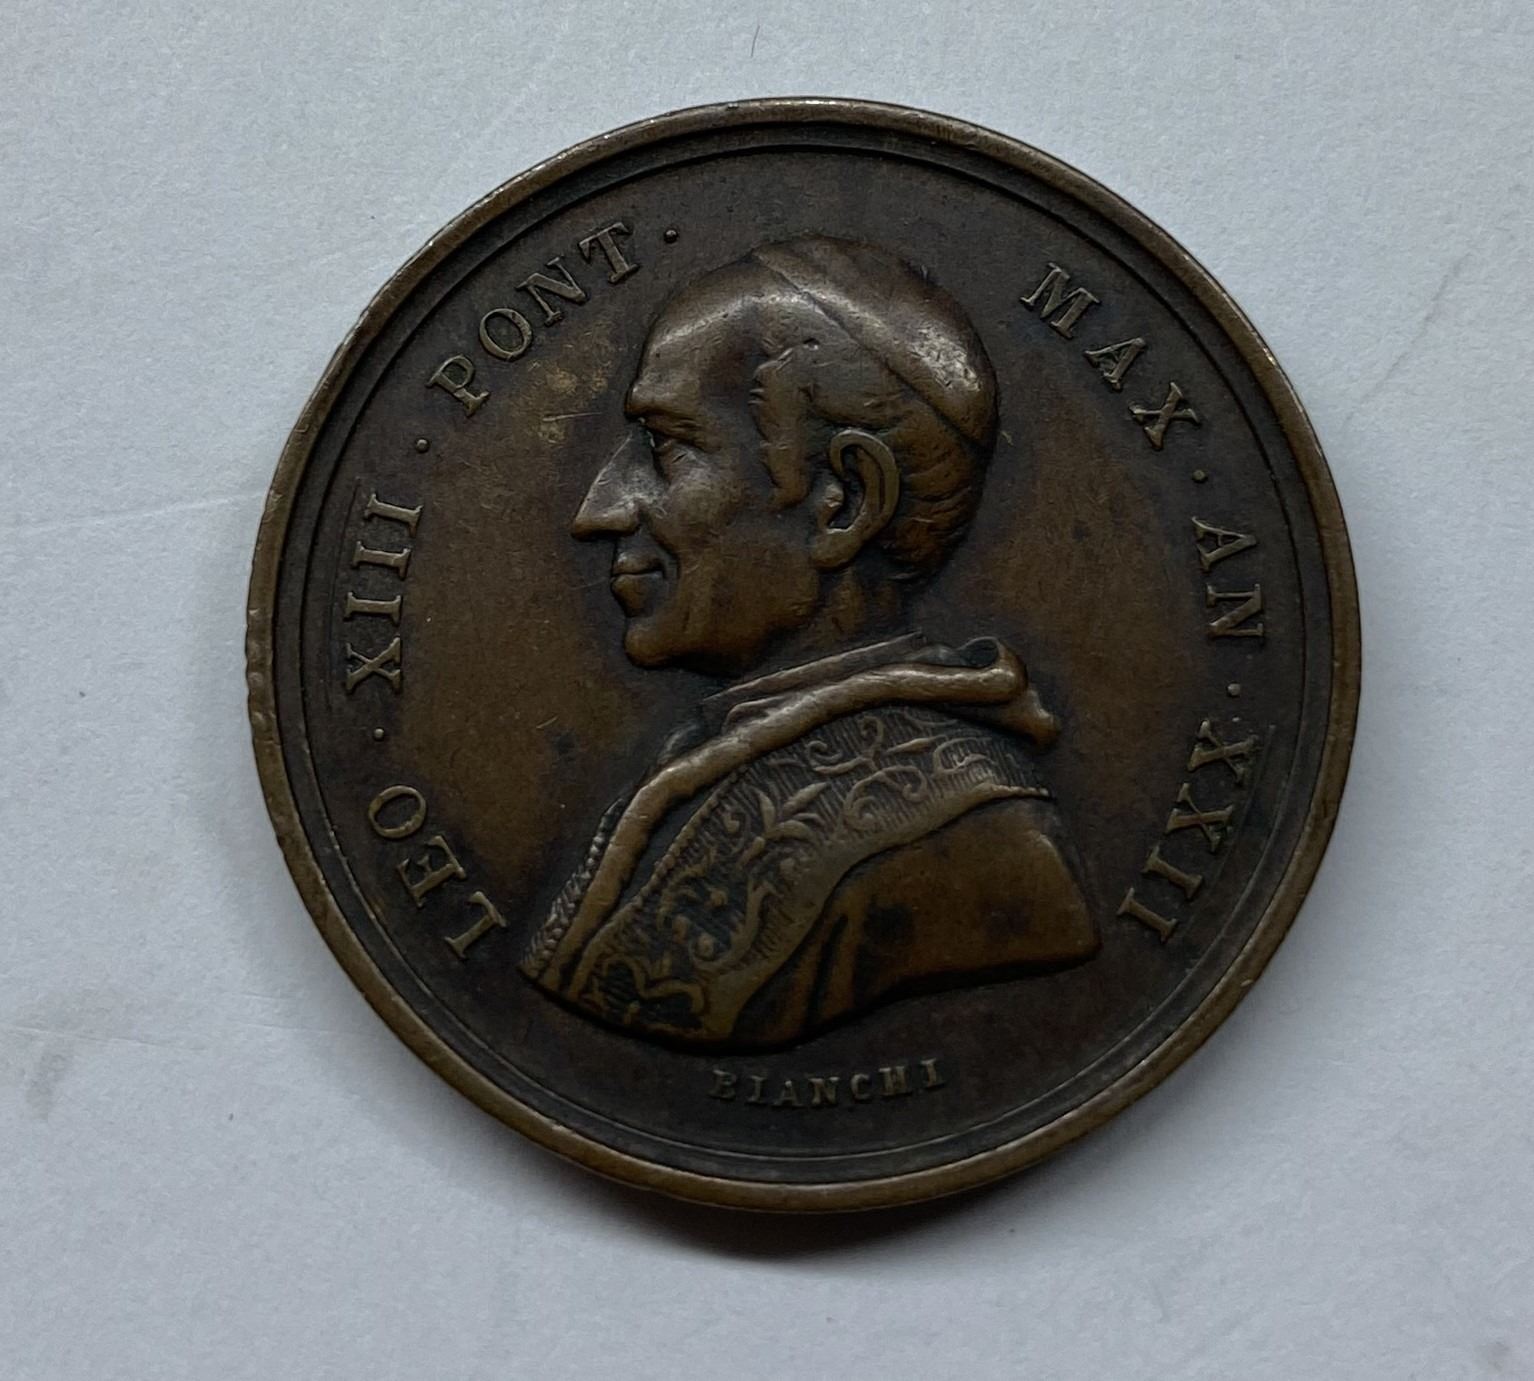 LEO · XIII · PONT · MAX · AN · XXII
BIANCHI